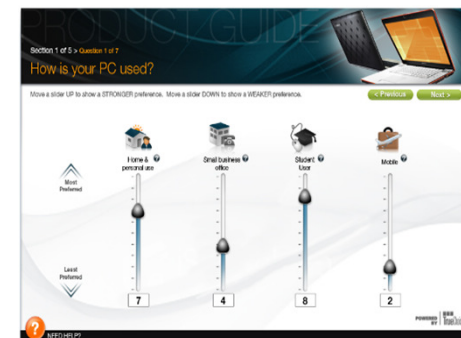 PRODUCT GUIDE
Section 1 of 5 > Question 1 of 7
How is your PC used?
Move a slider UP to show a STRONGER preference. Move a slider DOWN to show a WEAKER preference.
< Previous
Next >
Home & personal use
Small business office
Student User
Mobile
Most Preferred
Least Preferred
7
4
8
2
POWERED BY
?
NEED HELP?